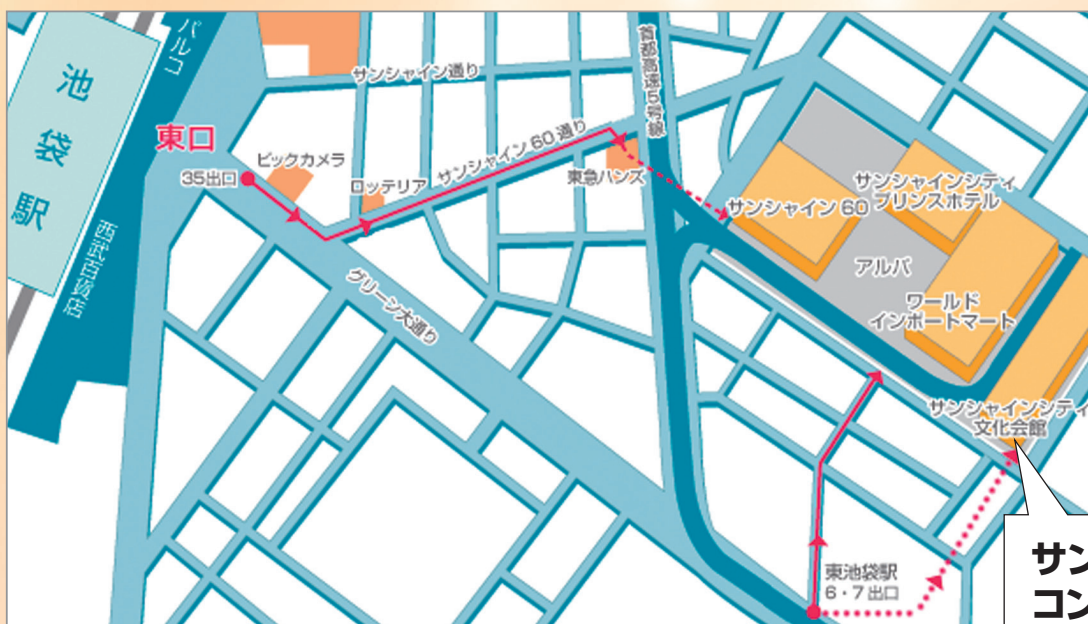 パルコ
池袋駅
東口
35出口
西武百貨店
ビックカメラ
サンシャイン通り
ロッテリア
サンシャイン60通り
東急ハンズ
首都高速5号線
グリーン大通り
サンシャイン60
サンシャインシティ
プリンスホテル
アルパ
ワールド
インポートマート
サンシャインシティ
文化会館
東池袋駅
6・7出口
サン
コン